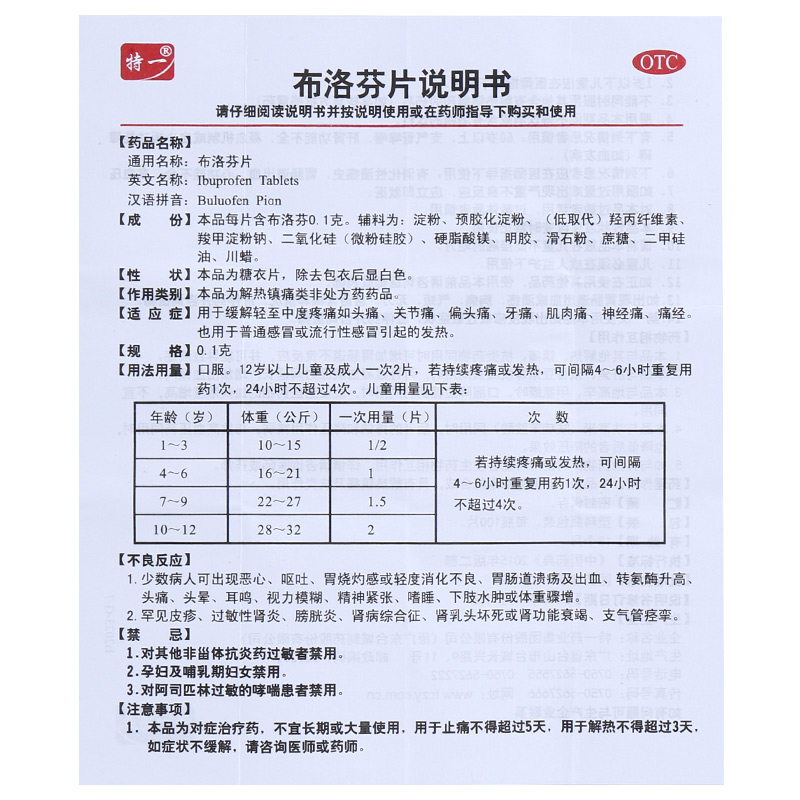 特一®
OTC
布洛芬片说明书
请仔细阅读说明书并按说明使用或在药师指导下购买和使用
【药品名称】
通用名称：布洛芬片
英文名称：Ibuprofen Tablets
汉语拼音：Buluofen Pian
【成　份】本品每片含布洛芬0.1克。辅料为：淀粉、预胶化淀粉、（低取代）羟丙纤维素、
羧甲淀粉钠、二氧化硅（微粉硅胶）、硬脂酸镁、明胶、滑石粉、蔗糖、二甲硅
油、川蜡。
【性　状】本品为糖衣片，除去包衣后显白色。
【作用类别】本品为解热镇痛类非处方药药品。
【适 应 症】用于缓解轻至中度疼痛如头痛、关节痛、偏头痛、牙痛、肌肉痛、神经痛、痛经。
也用于普通感冒或流行性感冒引起的发热。
【规　格】0.1克
【用法用量】口服。12岁以上儿童及成人一次2片，若持续疼痛或发热，可间隔4～6小时重复用
药1次，24小时不超过4次。儿童用量见下表：
年龄（岁） 体重（公斤） 一次用量（片） 次 数
1～3 10～15 1/2
4～6 16～21 1
7～9 22～27 1.5
10～12 28～32 2
若持续疼痛或发热，可间隔
4～6小时重复用药1次，24小时
不超过4次。
【不良反应】
1. 少数病人可出现恶心、呕吐、胃烧灼感或轻度消化不良、胃肠道溃疡及出血、转氨酶升高、
头痛、头晕、耳鸣、视力模糊、精神紧张、嗜睡、下肢水肿或体重骤增。
2. 罕见皮疹、过敏性肾炎、膀胱炎、肾病综合征、肾乳头坏死或肾功能衰竭、支气管痉挛。
【禁　忌】
1.对其他非甾体抗炎药过敏者禁用。
2.孕妇及哺乳期妇女禁用。
3.对阿司匹林过敏的哮喘患者禁用。
【注意事项】
1．本品为对症治疗药，不宜长期或大量使用，用于止痛不得超过5天，用于解热不得超过3天，
如症状不缓解，请咨询医师或药师。